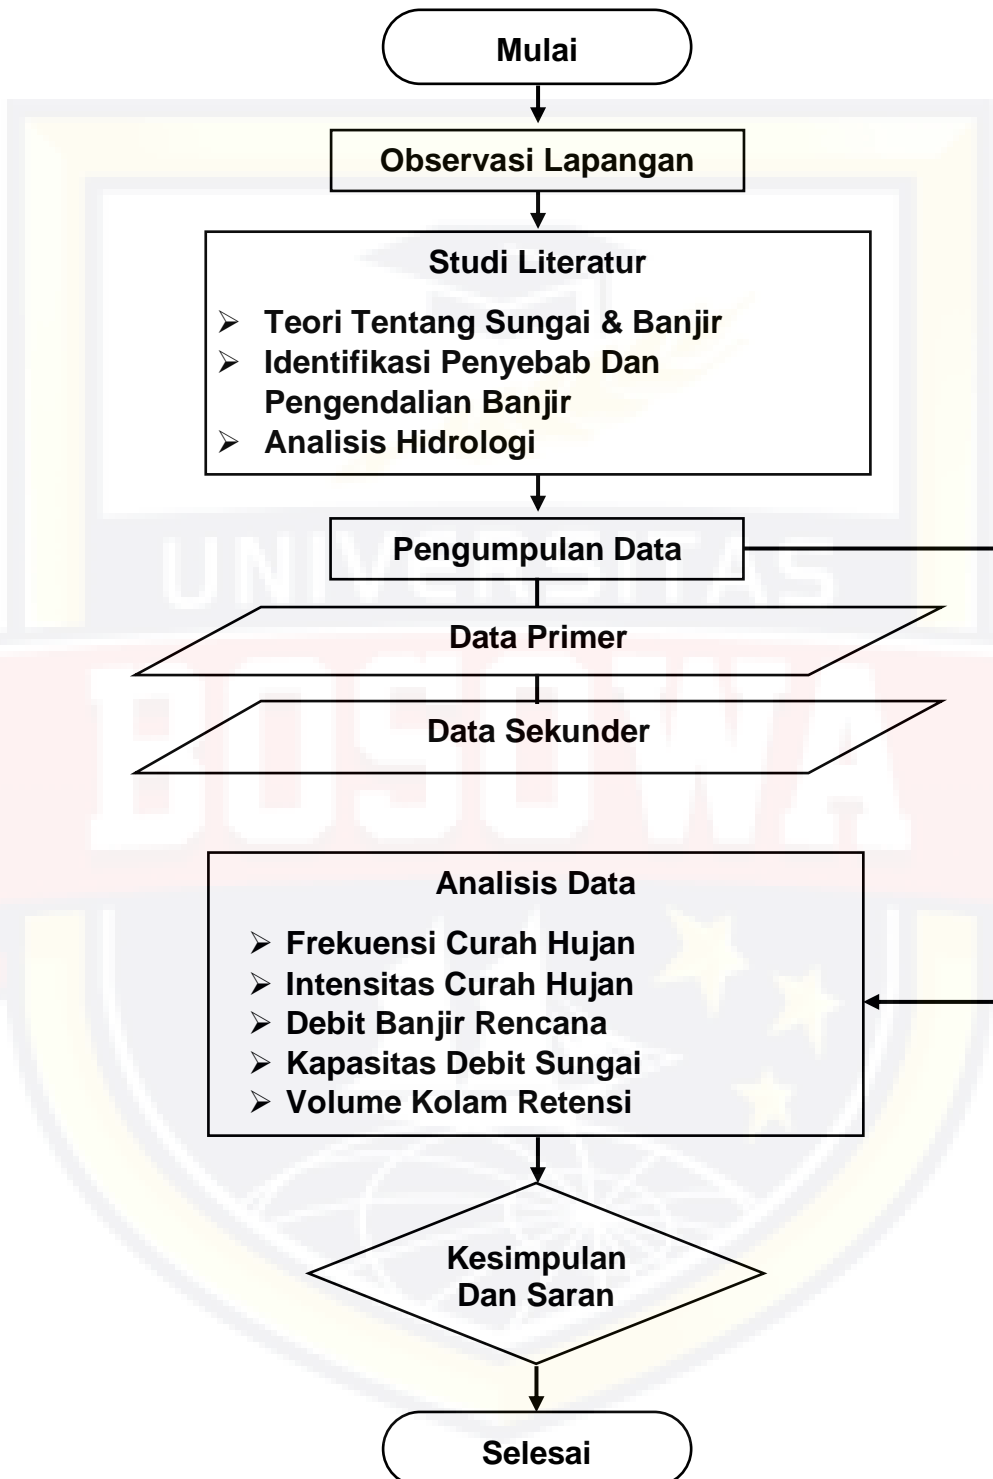 Mulai
Observasi Lapangan
Studi Literatur
➢ Teori Tentang Sungai & Banjir
➢ Identifikasi Penyebab Dan
Pengendalian Banjir
➢ Analisis Hidrologi
Pengumpulan Data
UNIVERSITAS
Data Primer
BOSOWA
Data Sekunder
Analisis Data
➢ Frekuensi Curah Hujan
➢ Intensitas Curah Hujan
➢ Debit Banjir Rencana
➢ Kapasitas Debit Sungai
➢ Volume Kolam Retensi
Kesimpulan
Dan Saran
Selesai